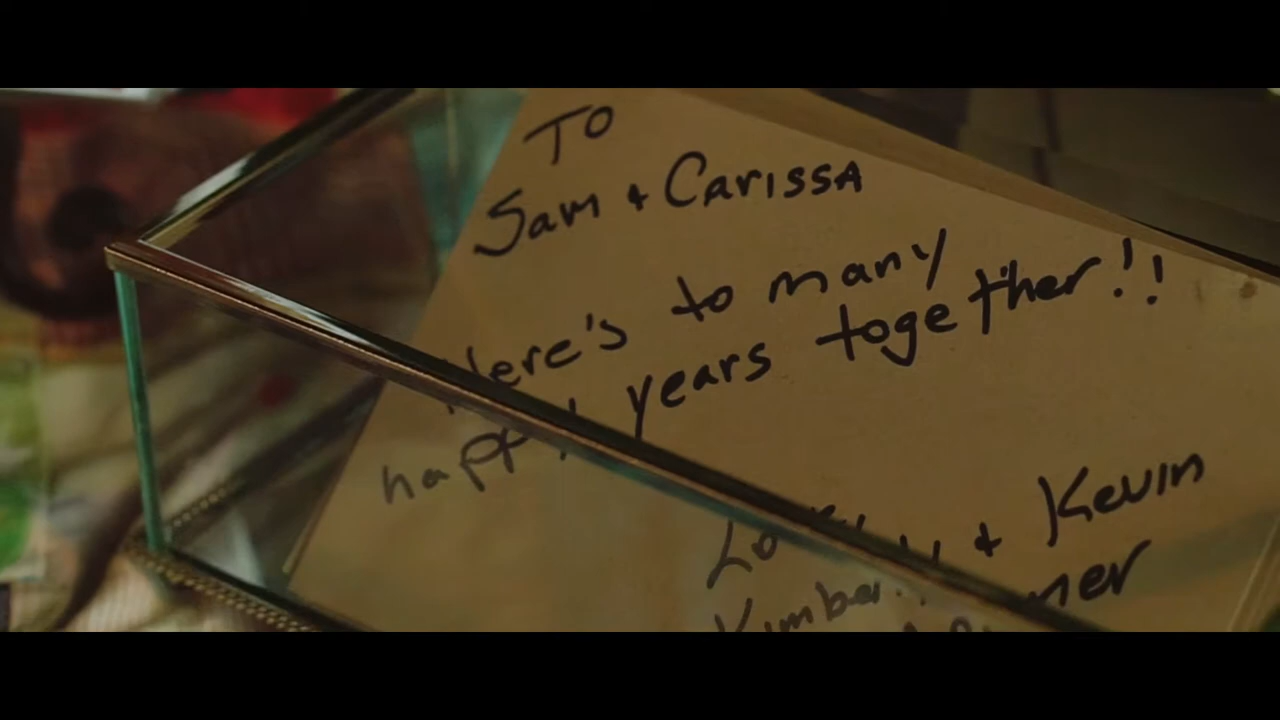 To
Sam + Carissa
Here's to many
happy years together!!
+ Kevin